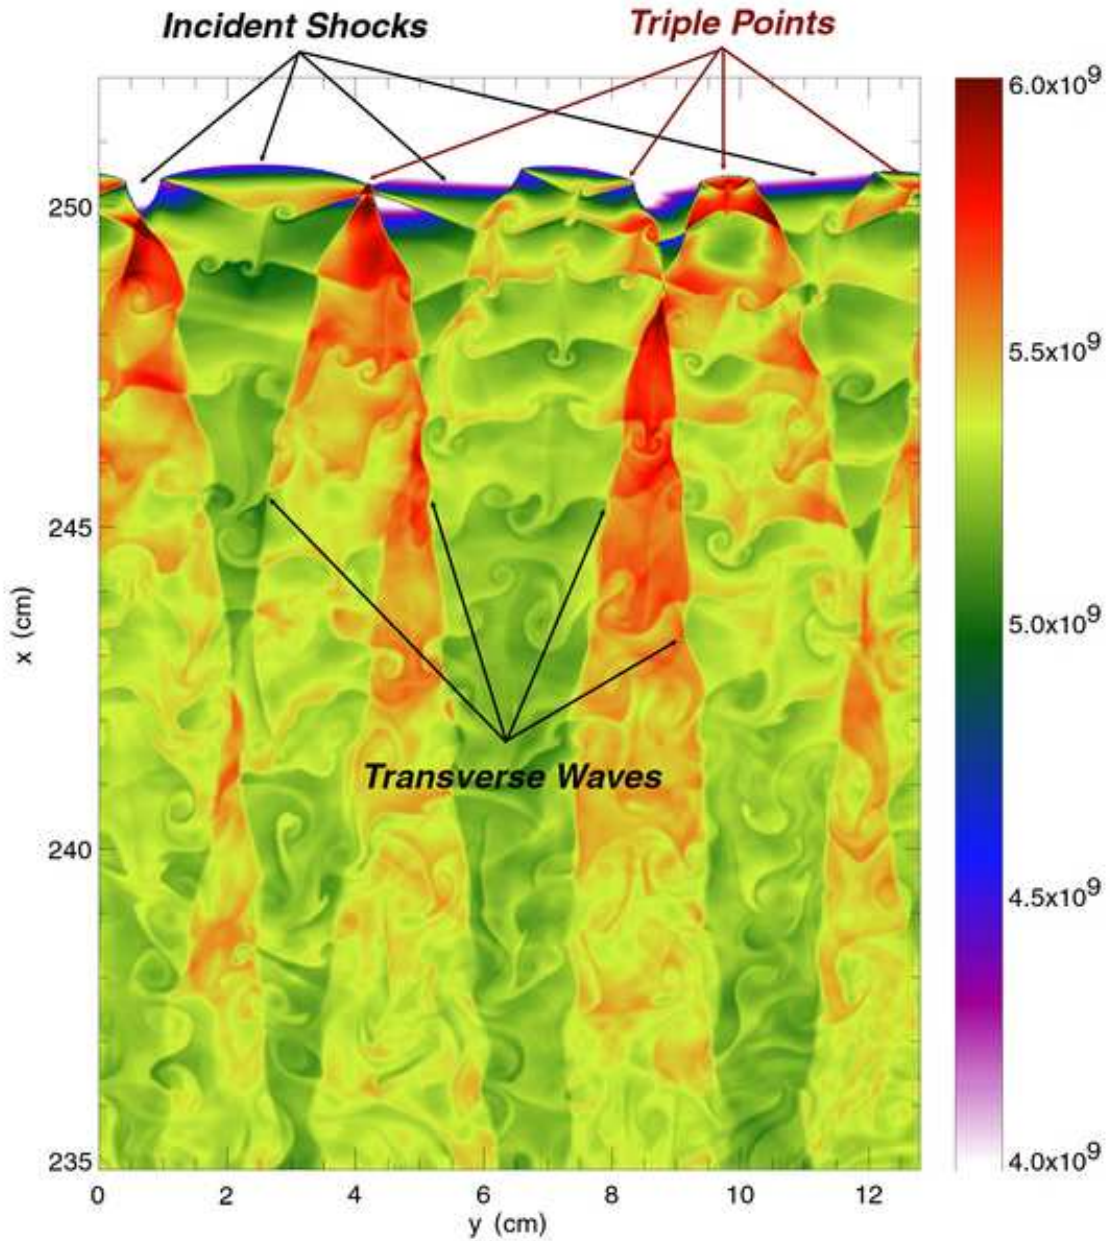 Incident Shocks
Triple Points
6.0x10⁹
250
5.5x10⁹
245
x (cm)
5.0x10⁹
Transverse Waves
240
4.5x10⁹
235
4.0x10⁹
0 2 4 6 8 10 12
y (cm)